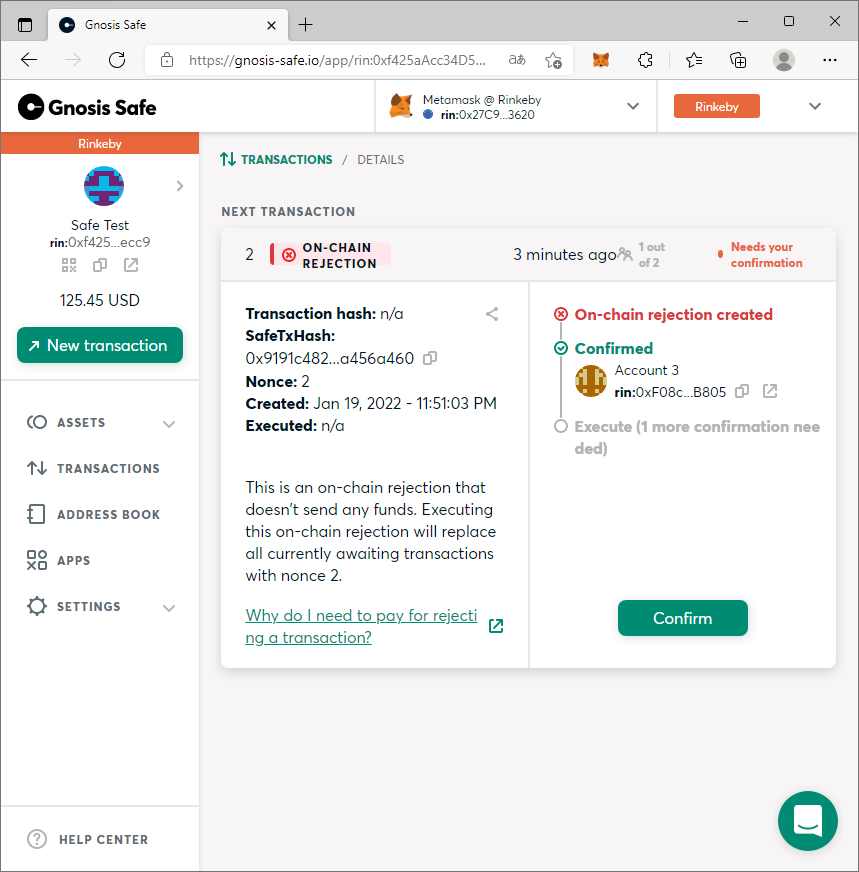 Gnosis Safe
https://gnosis-safe.io/app/rin:0xf425aAcc34D5...
aあ
Gnosis Safe
Metamask @ Rinkeby
rin:0x27C9...3620
Rinkeby
Rinkeby
Safe Test
rin:0xf425...ecc9
125.45 USD
New transaction
ASSETS
TRANSACTIONS
ADDRESS BOOK
APPS
SETTINGS
HELP CENTER
TRANSACTIONS / DETAILS
NEXT TRANSACTION
2
ON-CHAIN
REJECTION
3 minutes ago
1 out
of 2
Needs your
confirmation
Transaction hash: n/a
SafeTxHash:
0x9191c482...a456a460
Nonce: 2
Created: Jan 19, 2022 - 11:51:03 PM
Executed: n/a
This is an on-chain rejection that
doesn't send any funds. Executing
this on-chain rejection will replace
all currently awaiting transactions
with nonce 2.
Why do I need to pay for rejecti
ng a transaction?
On-chain rejection created
Confirmed
Account 3
rin:0xF08c...B805
Execute (1 more confirmation nee
ded)
Confirm